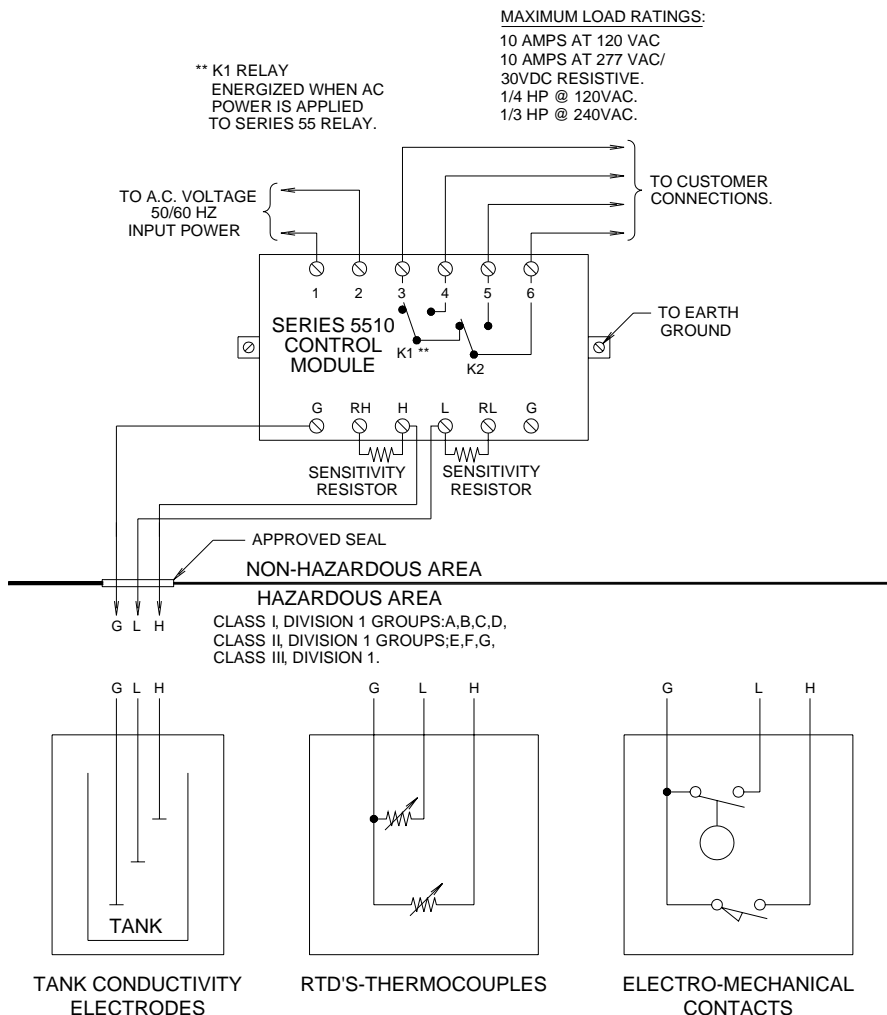 MAXIMUM LOAD RATINGS:
10 AMPS AT 120 VAC
10 AMPS AT 277 VAC/
30VDC RESISTIVE.
1/4 HP @ 120VAC.
1/3 HP @ 240VAC.
** K1 RELAY
ENERGIZED WHEN AC
POWER IS APPLIED
TO SERIES 55 RELAY.
TO A.C. VOLTAGE
50/60 HZ
INPUT POWER
TO CUSTOMER
CONNECTIONS.
1 2 3 4 5 6
SERIES 5510
CONTROL
MODULE
K1 **
K2
TO EARTH
GROUND
G RH H L RL G
SENSITIVITY
RESISTOR
SENSITIVITY
RESISTOR
APPROVED SEAL
NON-HAZARDOUS AREA
HAZARDOUS AREA
G L H
CLASS I, DIVISION 1 GROUPS:A,B,C,D,
CLASS II, DIVISION 1 GROUPS;E,F,G,
CLASS III, DIVISION 1.
G L H
G L H
G L H
TANK
TANK CONDUCTIVITY
ELECTRODES
RTD'S-THERMOCOUPLES
ELECTRO-MECHANICAL
CONTACTS